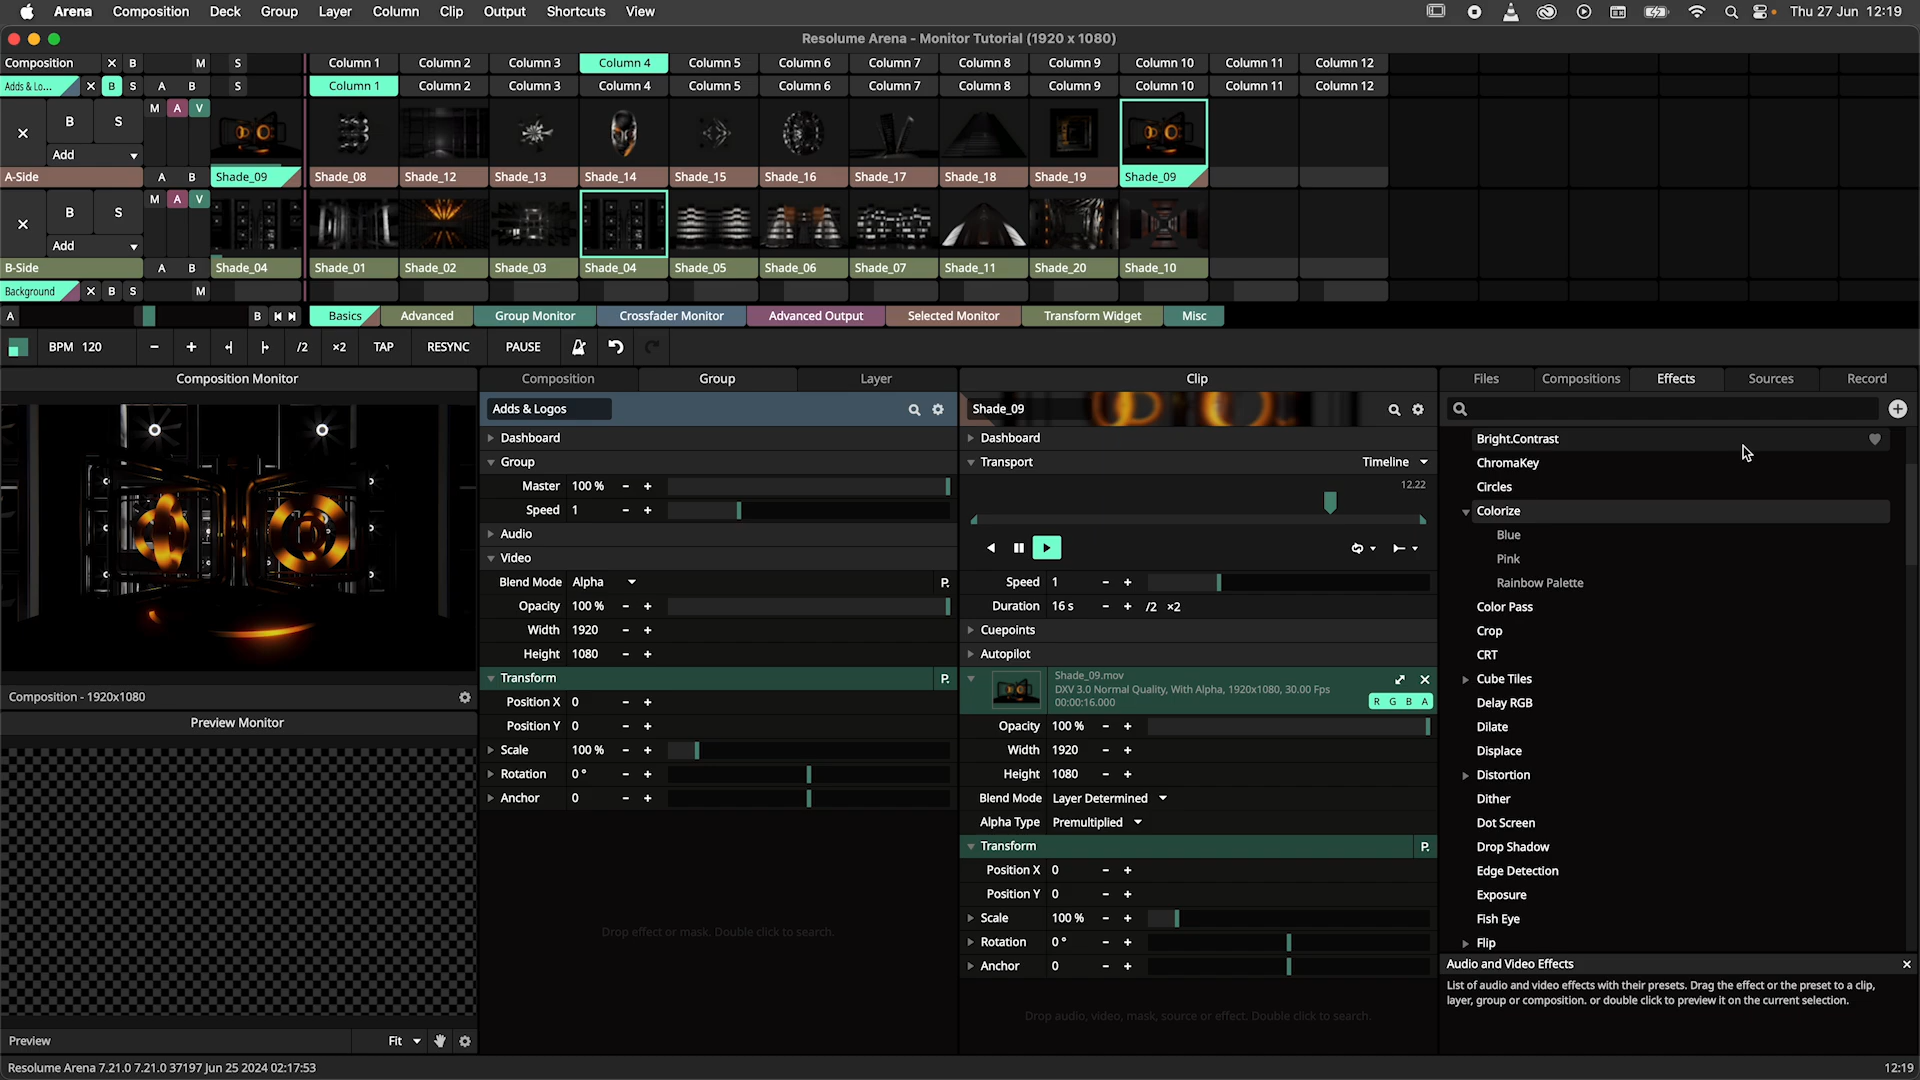 Arena Composition Deck Group Layer Column Clip Output Shortcuts View Thu 27 Jun 12:19
Resolume Arena - Monitor Tutorial (1920 x 1080)
Composition B M S Column 1 Column 2 Column 3 Column 4 Column 5 Column 6 Column 7 Column 8 Column 9 Column 10 Column 11 Column 12
Adds & Lo... B S A B S Column 1 Column 2 Column 3 Column 4 Column 5 Column 6 Column 7 Column 8 Column 9 Column 10 Column 11 Column 12
M A V
B S
Add
A-Side A B Shade_09 Shade_08 Shade_12 Shade_13 Shade_14 Shade_15 Shade_16 Shade_17 Shade_18 Shade_19 Shade_09
M A V
B S
Add
B-Side A B Shade_04 Shade_01 Shade_02 Shade_03 Shade_04 Shade_05 Shade_06 Shade_07 Shade_11 Shade_20 Shade_10
Background B S M
A B Basics Advanced Group Monitor Crossfader Monitor Advanced Output Selected Monitor Transform Widget Misc
BPM 120 - + /2 ×2 TAP RESYNC PAUSE
Composition Monitor
Composition - 1920x1080
Preview Monitor
Preview Fit
Composition Group Layer
Adds & Logos
Dashboard
Group
Master 100 % - +
Speed 1 - +
Audio
Video
Blend Mode Alpha P.
Opacity 100 % - +
Width 1920 - +
Height 1080 - +
Transform P.
Position X 0 - +
Position Y 0 - +
Scale 100 % - +
Rotation 0 ° - +
Anchor 0 - +
Drop effect or mask. Double click to search.
Clip
Shade_09
Dashboard
Transport Timeline
12.22
Speed 1 - +
Duration 16 s - + /2 ×2
Cuepoints
Autopilot
Shade_09.mov
DXV 3.0 Normal Quality, With Alpha, 1920x1080, 30.00 Fps
00:00:16.000 R G B A
Opacity 100 % - +
Width 1920 - +
Height 1080 - +
Blend Mode Layer Determined
Alpha Type Premultiplied
Transform P.
Position X 0 - +
Position Y 0 - +
Scale 100 % - +
Rotation 0 ° - +
Anchor 0 - +
Drop audio, video, mask, source or effect. Double click to search.
Files Compositions Effects Sources Record
Bright.Contrast
ChromaKey
Circles
Colorize
Blue
Pink
Rainbow Palette
Color Pass
Crop
CRT
Cube Tiles
Delay RGB
Dilate
Displace
Distortion
Dither
Dot Screen
Drop Shadow
Edge Detection
Exposure
Fish Eye
Flip
Audio and Video Effects
List of audio and video effects with their presets. Drag the effect or the preset to a clip,
layer, group or composition. or double click to preview it on the current selection.
Resolume Arena 7.21.0 7.21.0 37197 Jun 25 2024 02:17:53 12:19